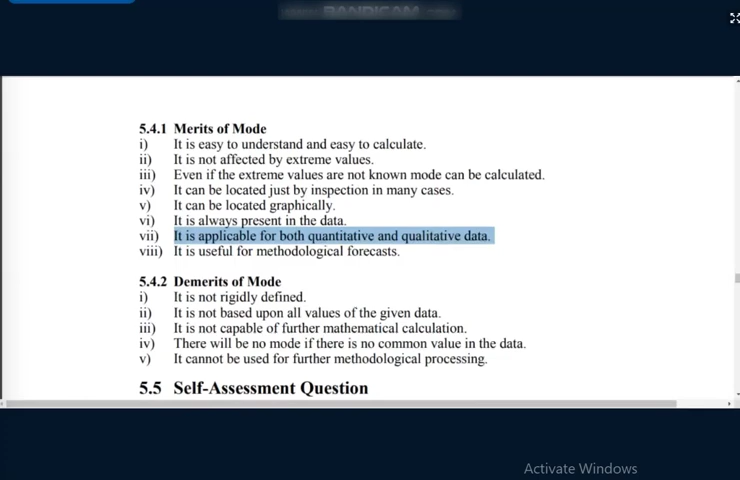 BANDICAM
5.4.1 Merits of Mode
i) It is easy to understand and easy to calculate.
ii) It is not affected by extreme values.
iii) Even if the extreme values are not known mode can be calculated.
iv) It can be located just by inspection in many cases.
v) It can be located graphically.
vi) It is always present in the data.
vii) It is applicable for both quantitative and qualitative data.
viii) It is useful for methodological forecasts.
5.4.2 Demerits of Mode
i) It is not rigidly defined.
ii) It is not based upon all values of the given data.
iii) It is not capable of further mathematical calculation.
iv) There will be no mode if there is no common value in the data.
v) It cannot be used for further methodological processing.
5.5 Self-Assessment Question
Activate Windows